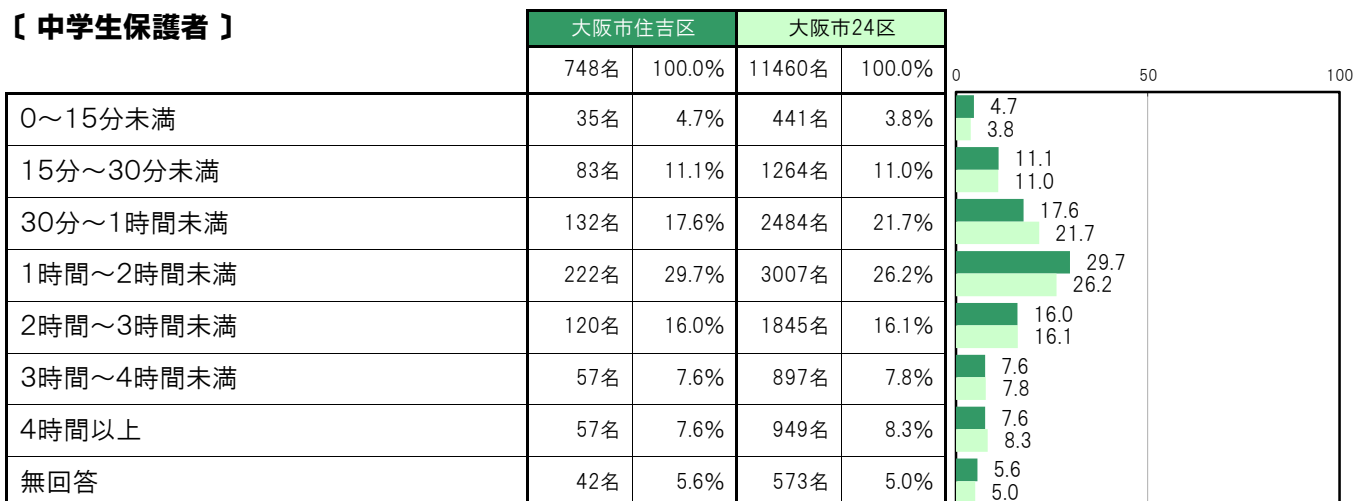 〔 中学生保護者 〕
大阪市住吉区 大阪市24区
748名 100.0% 11460名 100.0%
0 50 100
0～15分未満 35名 4.7% 441名 3.8%
4.7
3.8
15分～30分未満 83名 11.1% 1264名 11.0%
11.1
11.0
30分～1時間未満 132名 17.6% 2484名 21.7%
17.6
21.7
1時間～2時間未満 222名 29.7% 3007名 26.2%
29.7
26.2
2時間～3時間未満 120名 16.0% 1845名 16.1%
16.0
16.1
3時間～4時間未満 57名 7.6% 897名 7.8%
7.6
7.8
4時間以上 57名 7.6% 949名 8.3%
7.6
8.3
無回答 42名 5.6% 573名 5.0%
5.6
5.0